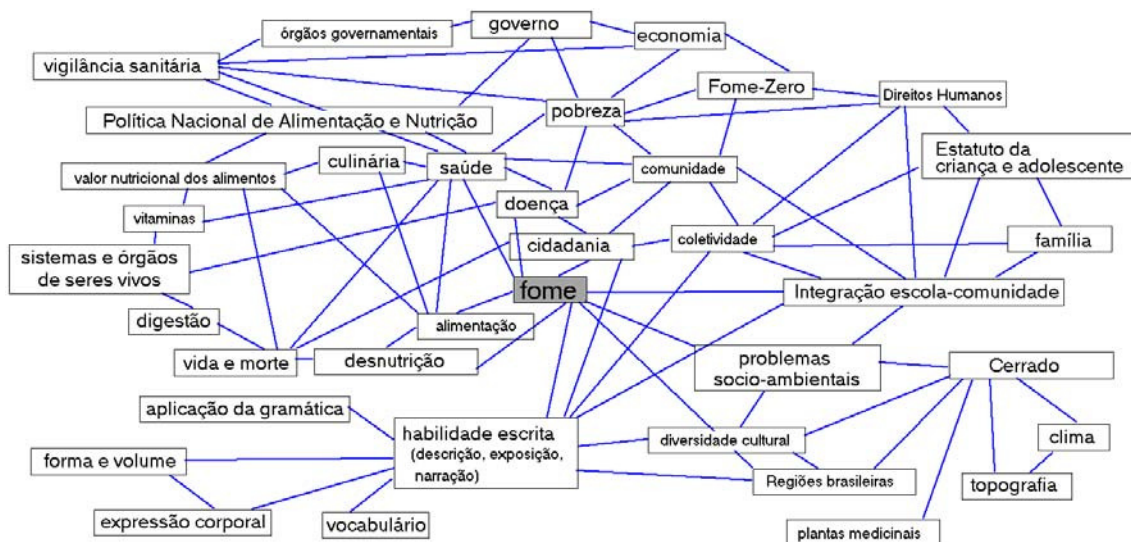 governo
órgãos governamentais
economia
vigilância sanitária
Fome-Zero
Direitos Humanos
pobreza
Política Nacional de Alimentação e Nutrição
Estatuto da
criança e adolescente
culinária
saúde
comunidade
valor nutricional dos alimentos
doença
vitaminas
cidadania
coletividade
família
sistemas e órgãos
de seres vivos
fome
Integração escola-comunidade
digestão
alimentação
vida e morte
desnutrição
problemas
socio-ambientais
Cerrado
aplicação da gramática
habilidade escrita
(descrição, exposição,
narração)
diversidade cultural
clima
forma e volume
Regiões brasileiras
topografia
expressão corporal
vocabulário
plantas medicinais